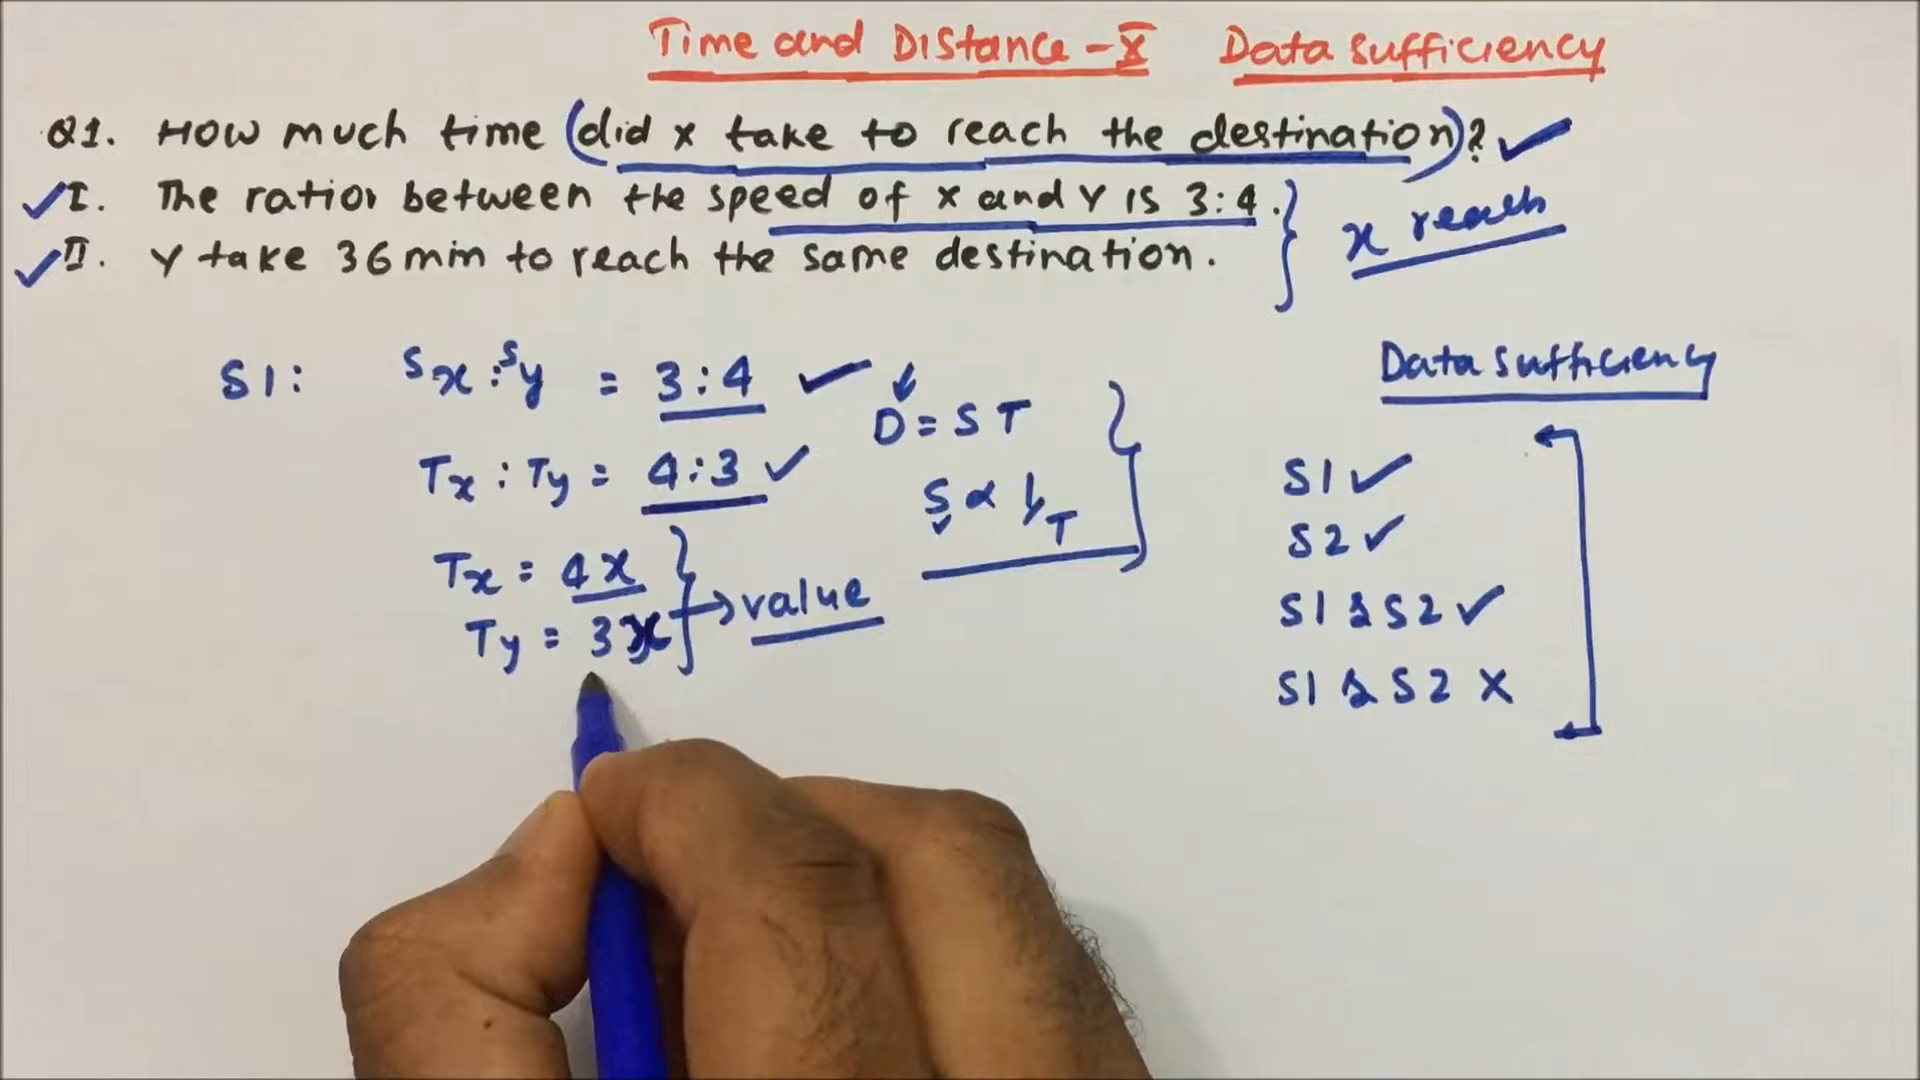 Time and Distance - X Data sufficiency
Q1. How much time (did x take to reach the destination)? ✓
✓ I. The ratio between the speed of x and Y is 3:4.
✓ II. Y take 36 min to reach the same destination.
x reach
S1: Sx : Sy = 3:4 ✓
Tx : Ty = 4:3 ✓
Tx = 4x
Ty = 3x
→ value
D = S T
S α 1/T
Data sufficiency
S1 ✓
S2 ✓
S1 & S2 ✓
S1 & S2 X